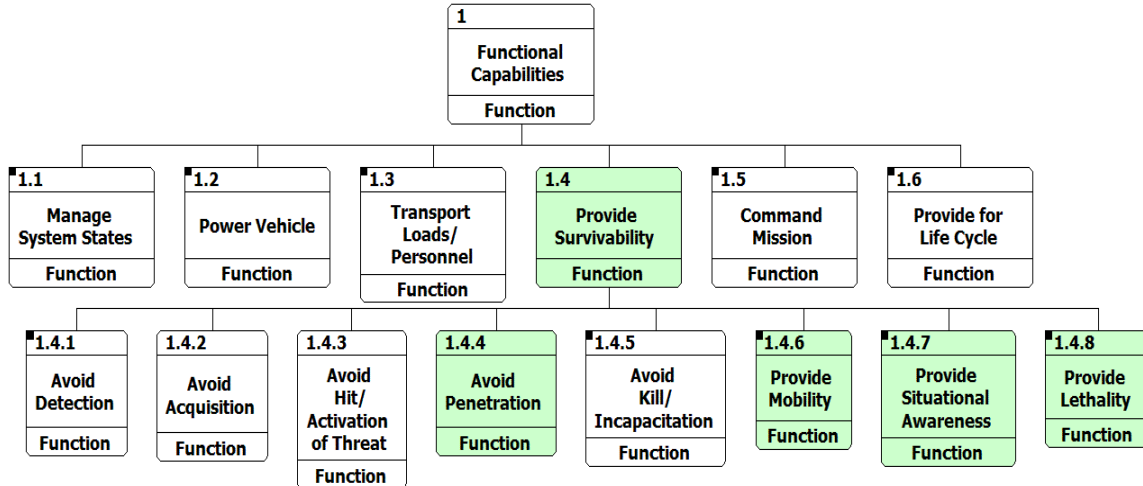 1
Functional
Capabilities
Function
1.1
Manage
System States
Function
1.2
Power Vehicle
Function
1.3
Transport
Loads/
Personnel
Function
1.4
Provide
Survivability
Function
1.5
Command
Mission
Function
1.6
Provide for
Life Cycle
Function
1.4.1
Avoid
Detection
Function
1.4.2
Avoid
Acquisition
Function
1.4.3
Avoid
Hit/
Activation
of Threat
Function
1.4.4
Avoid
Penetration
Function
1.4.5
Avoid
Kill/
Incapacitation
Function
1.4.6
Provide
Mobility
Function
1.4.7
Provide
Situational
Awareness
Function
1.4.8
Provide
Lethality
Function